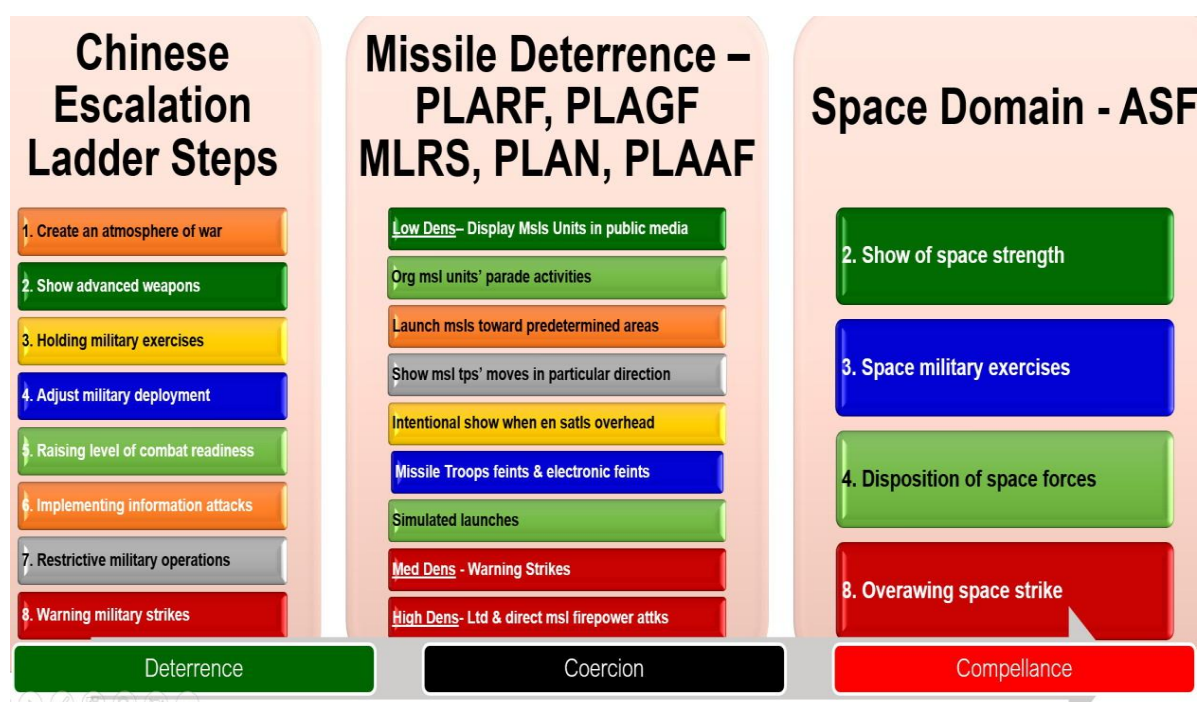 Chinese
Escalation
Ladder Steps
1. Create an atmosphere of war
2. Show advanced weapons
3. Holding military exercises
4. Adjust military deployment
5. Raising level of combat readiness
6. Implementing information attacks
7. Restrictive military operations
8. Warning military strikes
Missile Deterrence –
PLARF, PLAGF
MLRS, PLAN, PLAAF
Low Dens– Display Msls Units in public media
Org msl units’ parade activities
Launch msls toward predetermined areas
Show msl tps’ moves in particular direction
Intentional show when en satls overhead
Missile Troops feints & electronic feints
Simulated launches
Med Dens - Warning Strikes
High Dens- Ltd & direct msl firepower attks
Space Domain - ASF
2. Show of space strength
3. Space military exercises
4. Disposition of space forces
8. Overawing space strike
Deterrence
Coercion
Compellance